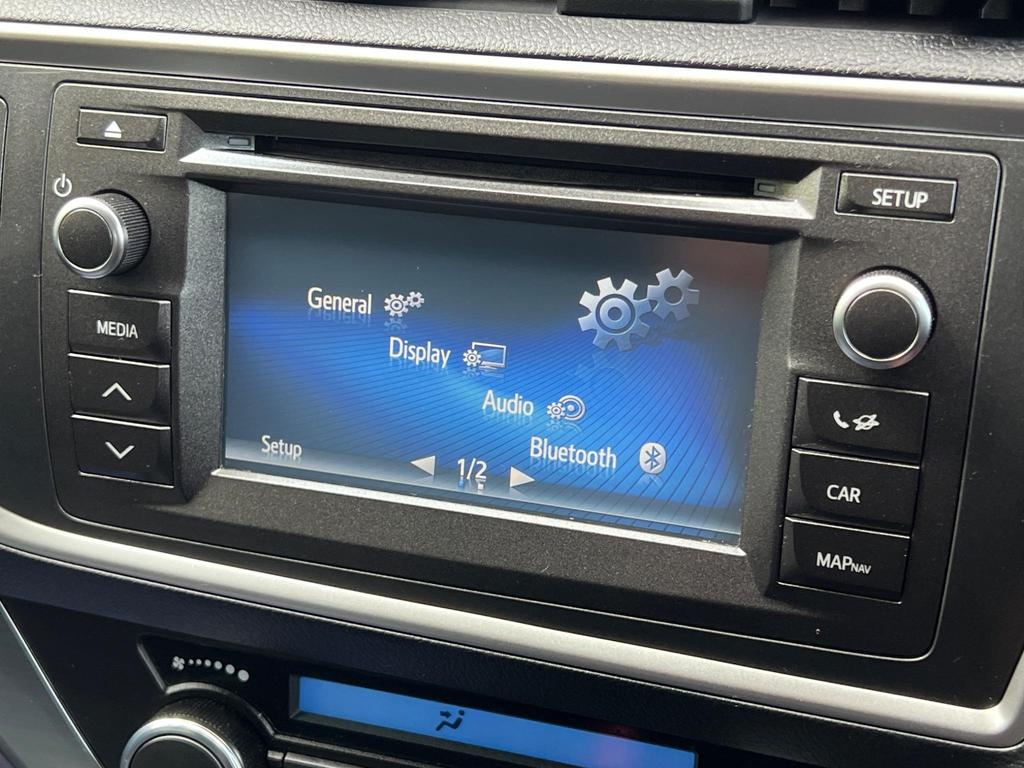 SETUP
MEDIA
General
Display
Audio
Bluetooth
Setup
1/2
CAR
MAPNAV